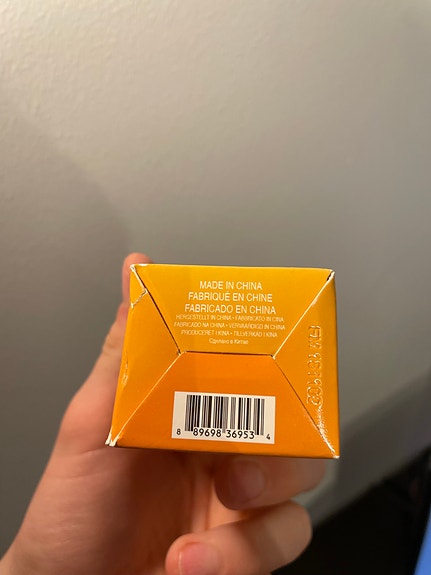 MADE IN CHINA
FABRIQUÉ EN CHINE
FABRICADO EN CHINA
HERGESTELLT IN CHINA • FABBRICATO IN CINA
FABRICADO NA CHINA • VERVAARDIGD IN CHINA
PRODUCERET I KINA • TILLVERKAD I KINA
Сделано в Китае
8 89698 36953 4